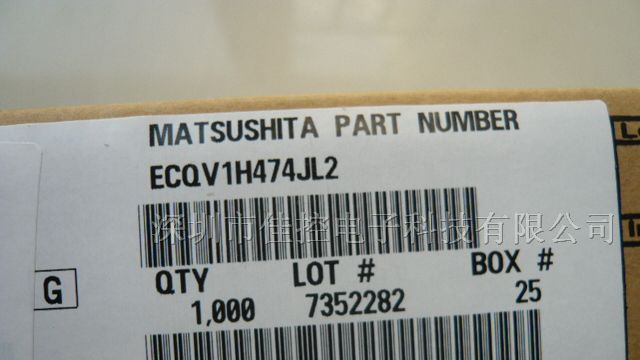 MATSUSHITA PART NUMBER
ECQV1H474JL2
深圳市佳控电子科技有限公司
QTY LOT # BOX #
G 1,000 7352282 25